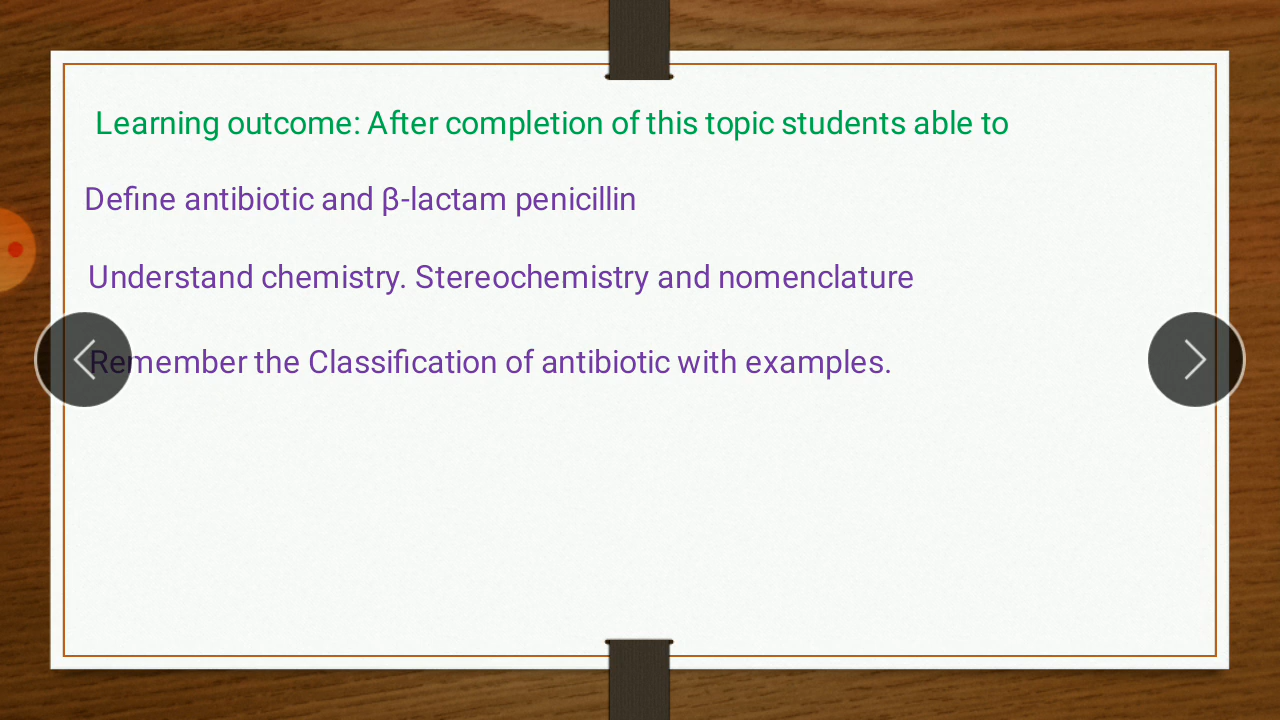 Learning outcome: After completion of this topic students able to
Define antibiotic and β-lactam penicillin
Understand chemistry. Stereochemistry and nomenclature
Remember the Classification of antibiotic with examples.